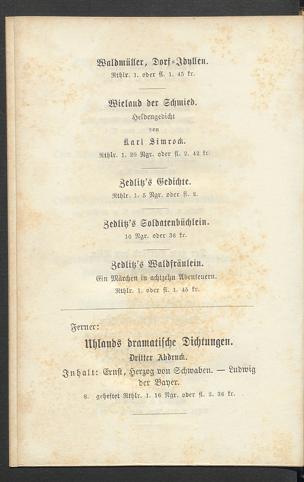 Waldmüller, Dorf-Idyllen.
Rthlr. 1. oder fl. 1. 45 kr.
Wieland der Schmied.
Heldengedicht
von
Karl Simrock.
Rthlr. 1. 20 Ngr. oder fl. 2. 42 kr.
Zedlitz's Gedichte.
Rthlr. 1. 5 Ngr. oder fl. 2.
Zedlitz's Soldatenbüchlein.
10 Ngr. oder 36 kr.
Zedlitz's Waldfräulein.
Ein Märchen in achtzehn Abenteuern.
Rthlr. 1. oder fl. 1. 45 kr.
Ferner:
Uhlands dramatische Dichtungen.
Dritter Abdruck.
Inhalt: Ernst, Herzog von Schwaben. — Ludwig
der Bayer.
8. geheftet Rthlr. 1. 16 Ngr. oder fl. 2. 36 kr.